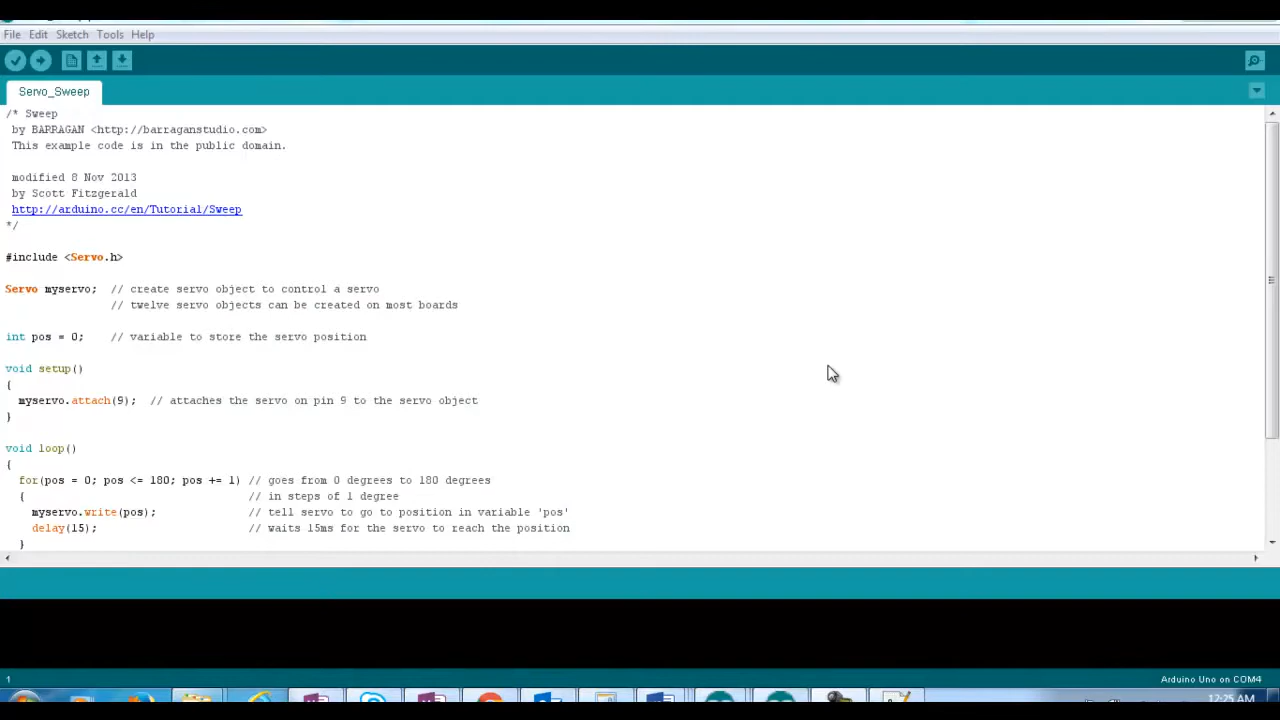 File Edit Sketch Tools Help
Servo_Sweep
/* Sweep
by BARRAGAN <http://barraganstudio.com>
This example code is in the public domain.
modified 8 Nov 2013
by Scott Fitzgerald
http://arduino.cc/en/Tutorial/Sweep
*/
#include <Servo.h>
Servo myservo;  // create servo object to control a servo
// twelve servo objects can be created on most boards
int pos = 0;    // variable to store the servo position
void setup()
{
myservo.attach(9);  // attaches the servo on pin 9 to the servo object
}
void loop()
{
for(pos = 0; pos <= 180; pos += 1) // goes from 0 degrees to 180 degrees
{                                  // in steps of 1 degree
myservo.write(pos);              // tell servo to go to position in variable 'pos'
delay(15);                       // waits 15ms for the servo to reach the position
}
1
Arduino Uno on COM4
12:25 AM